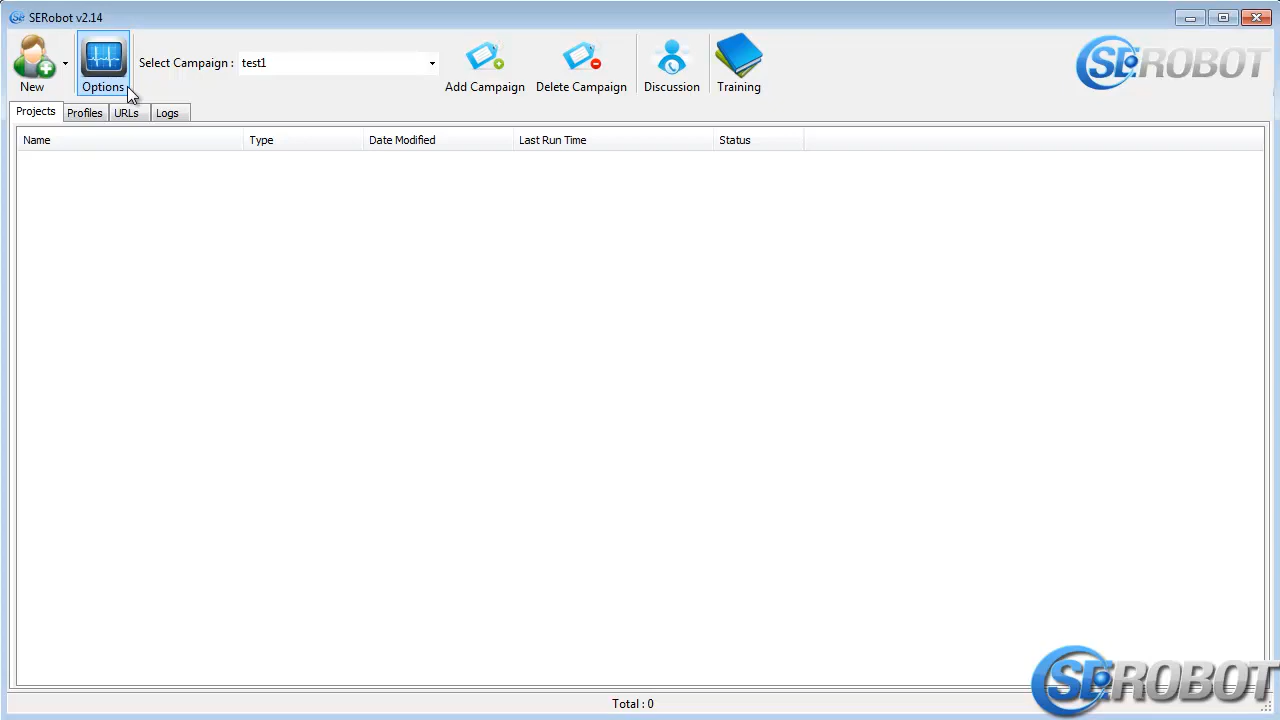 SERobot v2.14
New
Options
Select Campaign :
test1
Add Campaign
Delete Campaign
Discussion
Training
SEROBOT
Projects
Profiles
URLs
Logs
Name
Type
Date Modified
Last Run Time
Status
Total : 0
SEROBOT